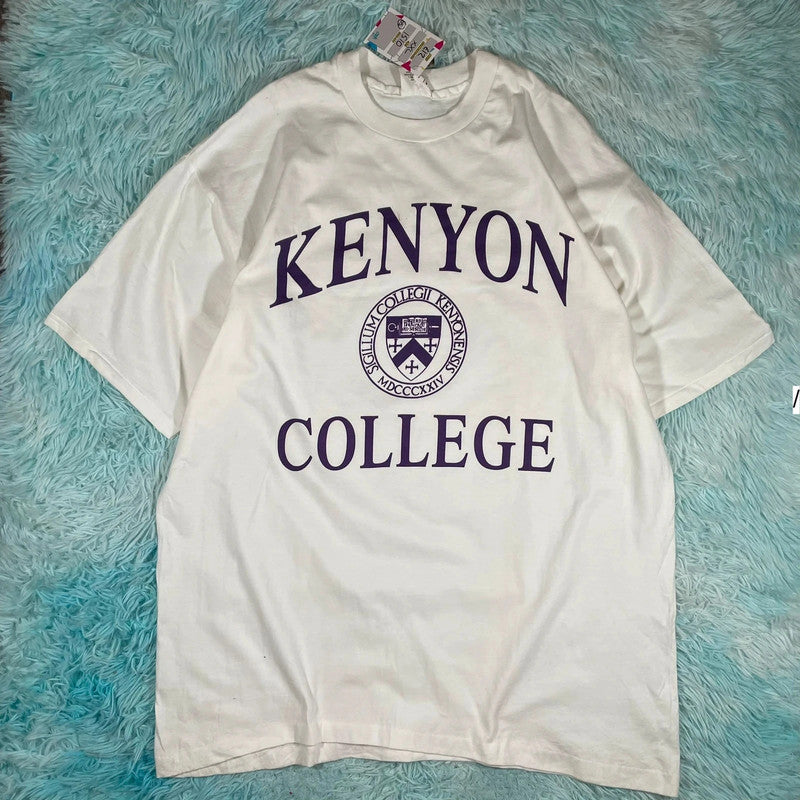 KENYON
SIGILLUM COLLEGII KENYONENSIS
MDCCCXXIV
COLLEGE